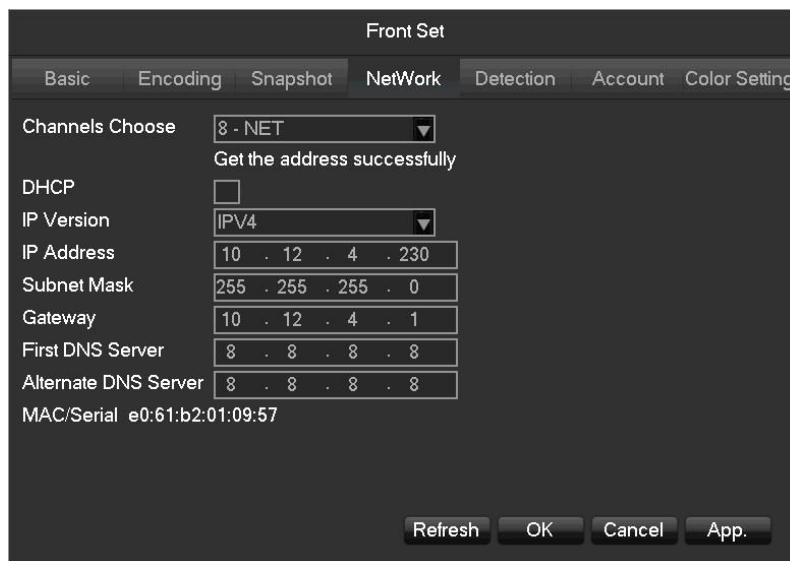 Front Set
Basic Encoding Snapshot NetWork Detection Account Color Setting
Channels Choose 8 - NET
Get the address successfully
DHCP
IP Version IPV4
IP Address 10 . 12 . 4 . 230
Subnet Mask 255 . 255 . 255 . 0
Gateway 10 . 12 . 4 . 1
First DNS Server 8 . 8 . 8 . 8
Alternate DNS Server 8 . 8 . 8 . 8
MAC/Serial e0:61:b2:01:09:57
Refresh OK Cancel App.